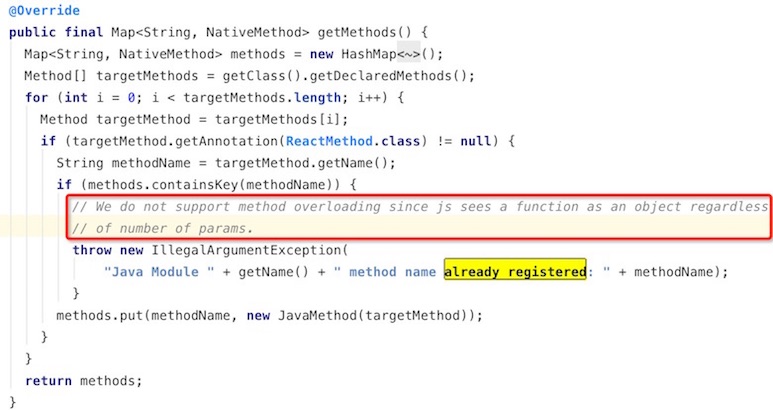 @Override
public final Map<String, NativeMethod> getMethods() {
Map<String, NativeMethod> methods = new HashMap<~>();
Method[] targetMethods = getClass().getDeclaredMethods();
for (int i = 0; i < targetMethods.length; i++) {
Method targetMethod = targetMethods[i];
if (targetMethod.getAnnotation(ReactMethod.class) != null) {
String methodName = targetMethod.getName();
if (methods.containsKey(methodName)) {
// We do not support method overloading since js sees a function as an object regardless
// of number of params.
throw new IllegalArgumentException(
"Java Module " + getName() + " method name already registered: " + methodName);
}
methods.put(methodName, new JavaMethod(targetMethod));
}
}
return methods;
}